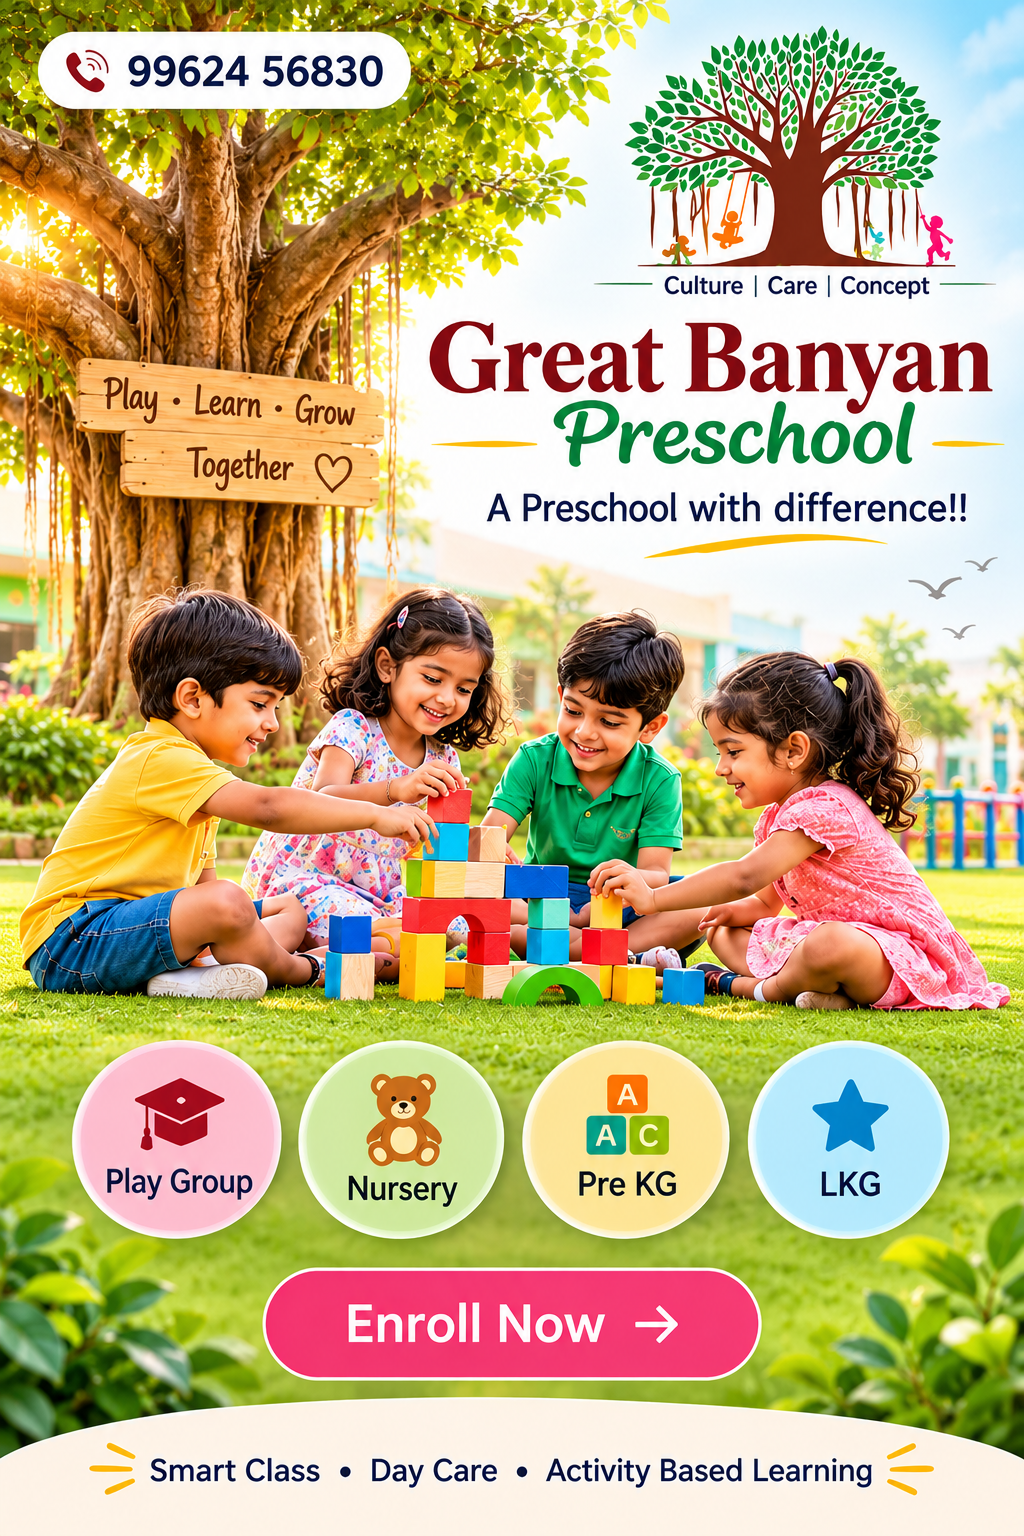 99624 56830
Culture | Care | Concept
Great Banyan
Preschool
A Preschool with difference!!
Play • Learn • Grow
Together
Play Group
Nursery
A
A C
Pre KG
LKG
Enroll Now →
Smart Class • Day Care • Activity Based Learning